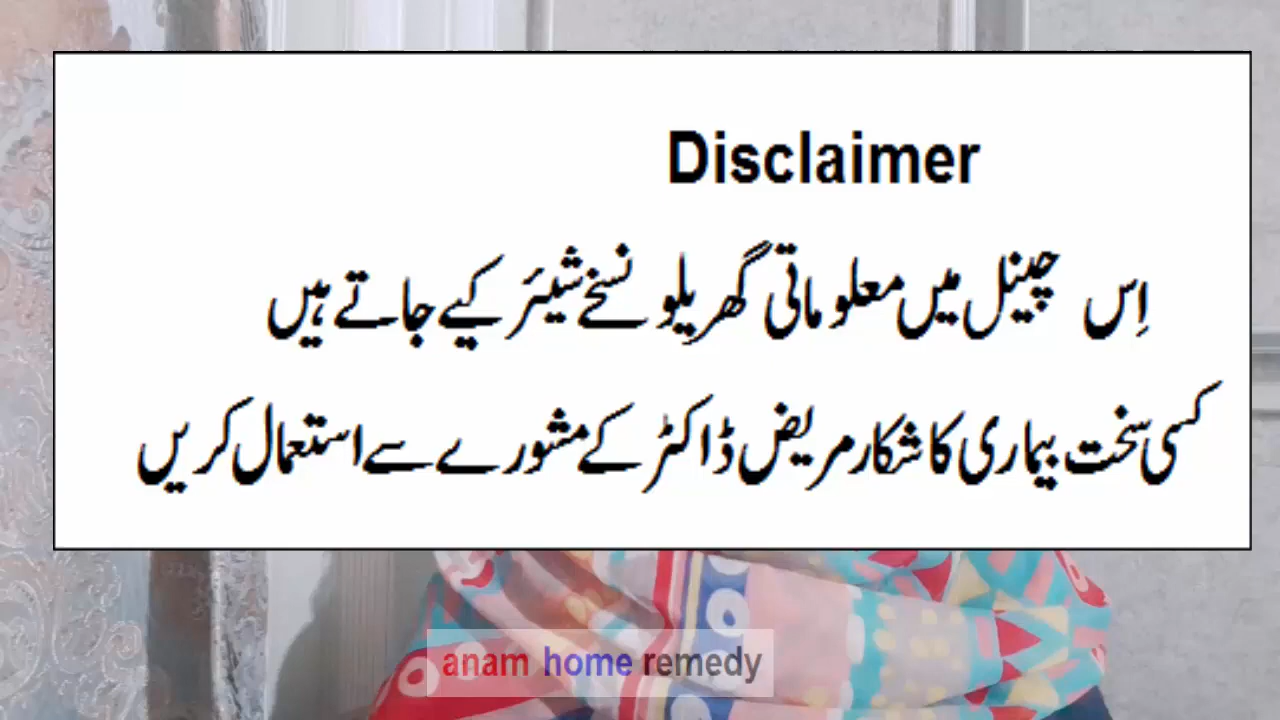 Disclaimer
اِس چینل میں معلوماتی گھریلو نسخے شیئر کیے جاتے ہیں
کسی سخت بیماری کا شکار مریض ڈاکٹر کے مشورے سے استعمال کریں
anam home remedy